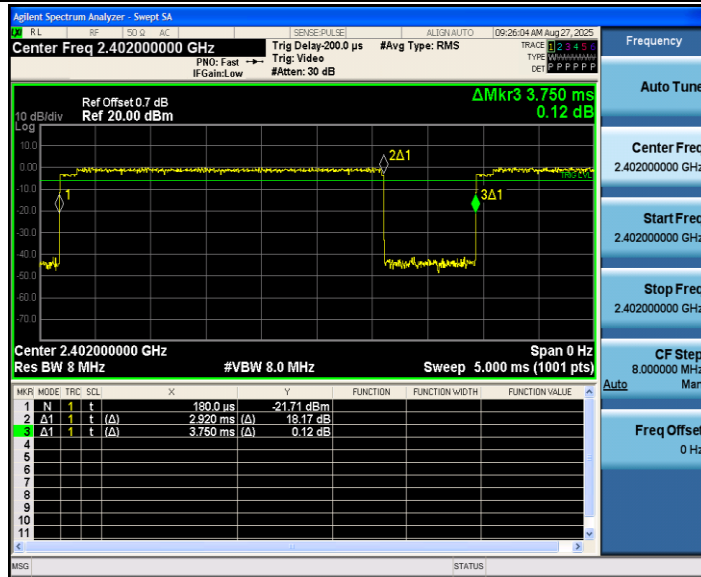 Agilent Spectrum Analyzer - Swept SA
RL RF 50 Ω AC SENSE:PULSE ALIGN AUTO 09:26:04 AM Aug 27, 2025
Center Freq 2.402000000 GHz
PNO: Fast
IFGain:Low
Trig Delay-200.0 µs
Trig: Video
#Atten: 30 dB
#Avg Type: RMS
TRACE 1 2 3 4 5 6
TYPE WWWWWW
DET P P P P P P
ΔMkr3 3.750 ms
0.12 dB
Ref Offset 0.7 dB
Ref 20.00 dBm
10 dB/div
Log
10.0
0.00
-10.0
-20.0
-30.0
-40.0
-50.0
-60.0
-70.0
1
2Δ1
3Δ1
TRIG LVL
Center 2.402000000 GHz
Span 0 Hz
Res BW 8 MHz
#VBW 8.0 MHz
Sweep 5.000 ms (1001 pts)
MKR MODE TRC SCL X Y FUNCTION FUNCTION WIDTH FUNCTION VALUE
1 N 1 t 180.0 µs -21.71 dBm
2 Δ1 1 t (Δ) 2.920 ms (Δ) 18.17 dB
3 Δ1 1 t (Δ) 3.750 ms (Δ) 0.12 dB
4
5
6
7
8
9
10
11
MSG
STATUS
Frequency
Auto Tune
Center Freq
2.402000000 GHz
Start Freq
2.402000000 GHz
Stop Freq
2.402000000 GHz
CF Step
8.000000 MHz
Auto Man
Freq Offset
0 Hz